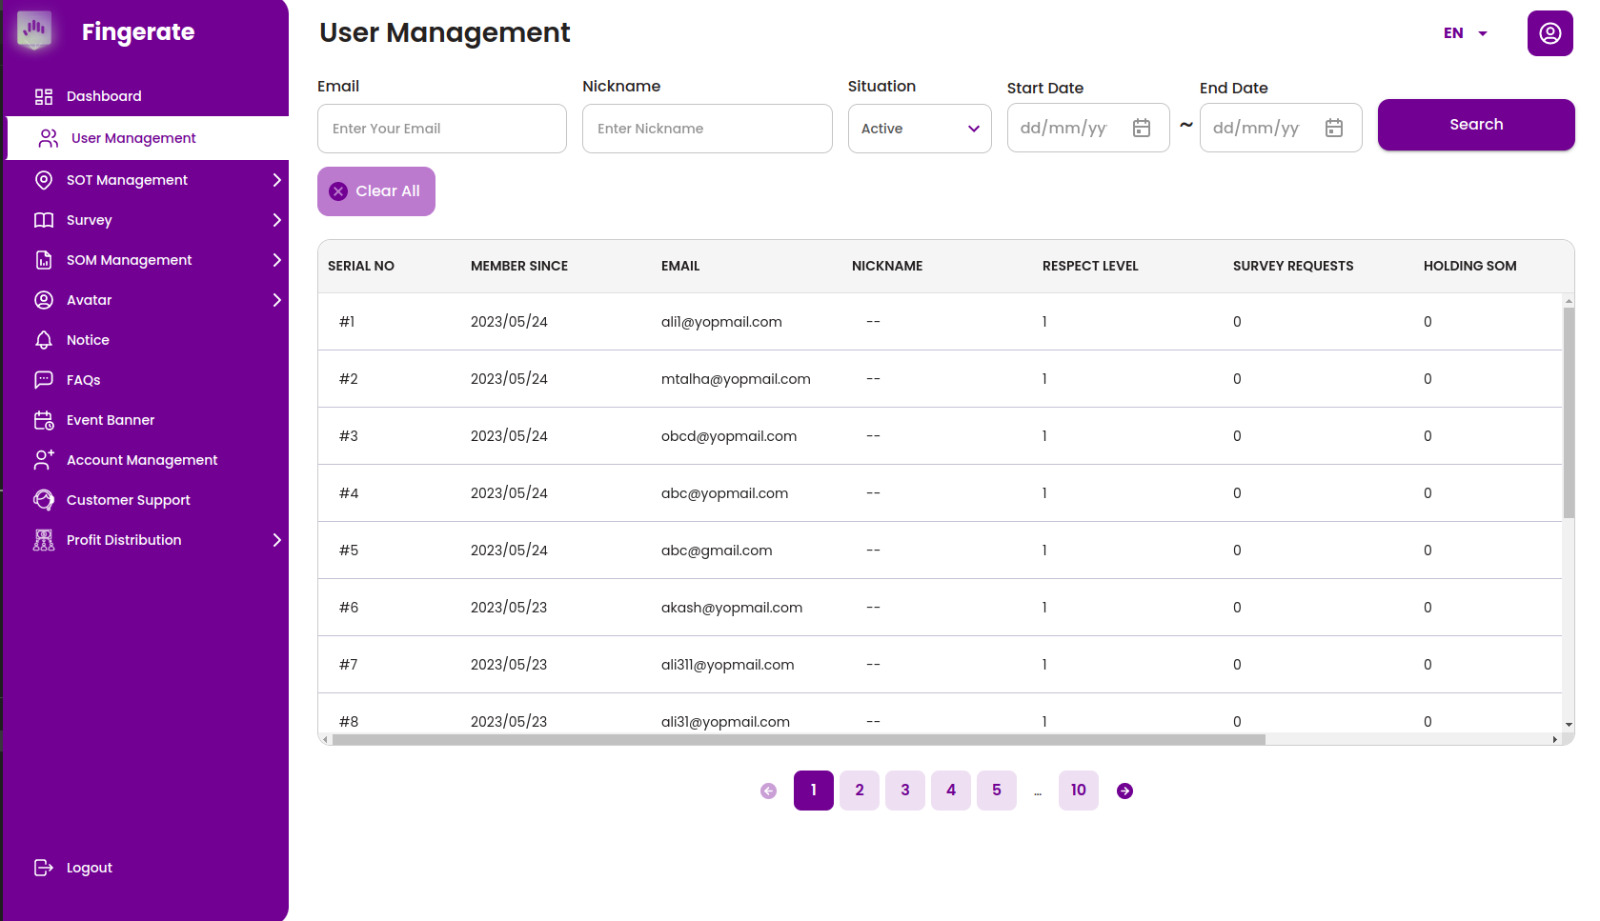 Fingerate
Dashboard
User Management
SOT Management
Survey
SOM Management
Avatar
Notice
FAQs
Event Banner
Account Management
Customer Support
Profit Distribution
Logout
User Management
EN
Email
Nickname
Situation
Start Date
End Date
Enter Your Email
Enter Nickname
Active
dd/mm/yy
~
dd/mm/yy
Search
Clear All
SERIAL NO MEMBER SINCE EMAIL NICKNAME RESPECT LEVEL SURVEY REQUESTS HOLDING SOM
#1 2023/05/24 ali1@yopmail.com -- 1 0 0
#2 2023/05/24 mtalha@yopmail.com -- 1 0 0
#3 2023/05/24 obcd@yopmail.com -- 1 0 0
#4 2023/05/24 abc@yopmail.com -- 1 0 0
#5 2023/05/24 abc@gmail.com -- 1 0 0
#6 2023/05/23 akash@yopmail.com -- 1 0 0
#7 2023/05/23 ali311@yopmail.com -- 1 0 0
#8 2023/05/23 ali31@yopmail.com -- 1 0 0
1 2 3 4 5 ... 10